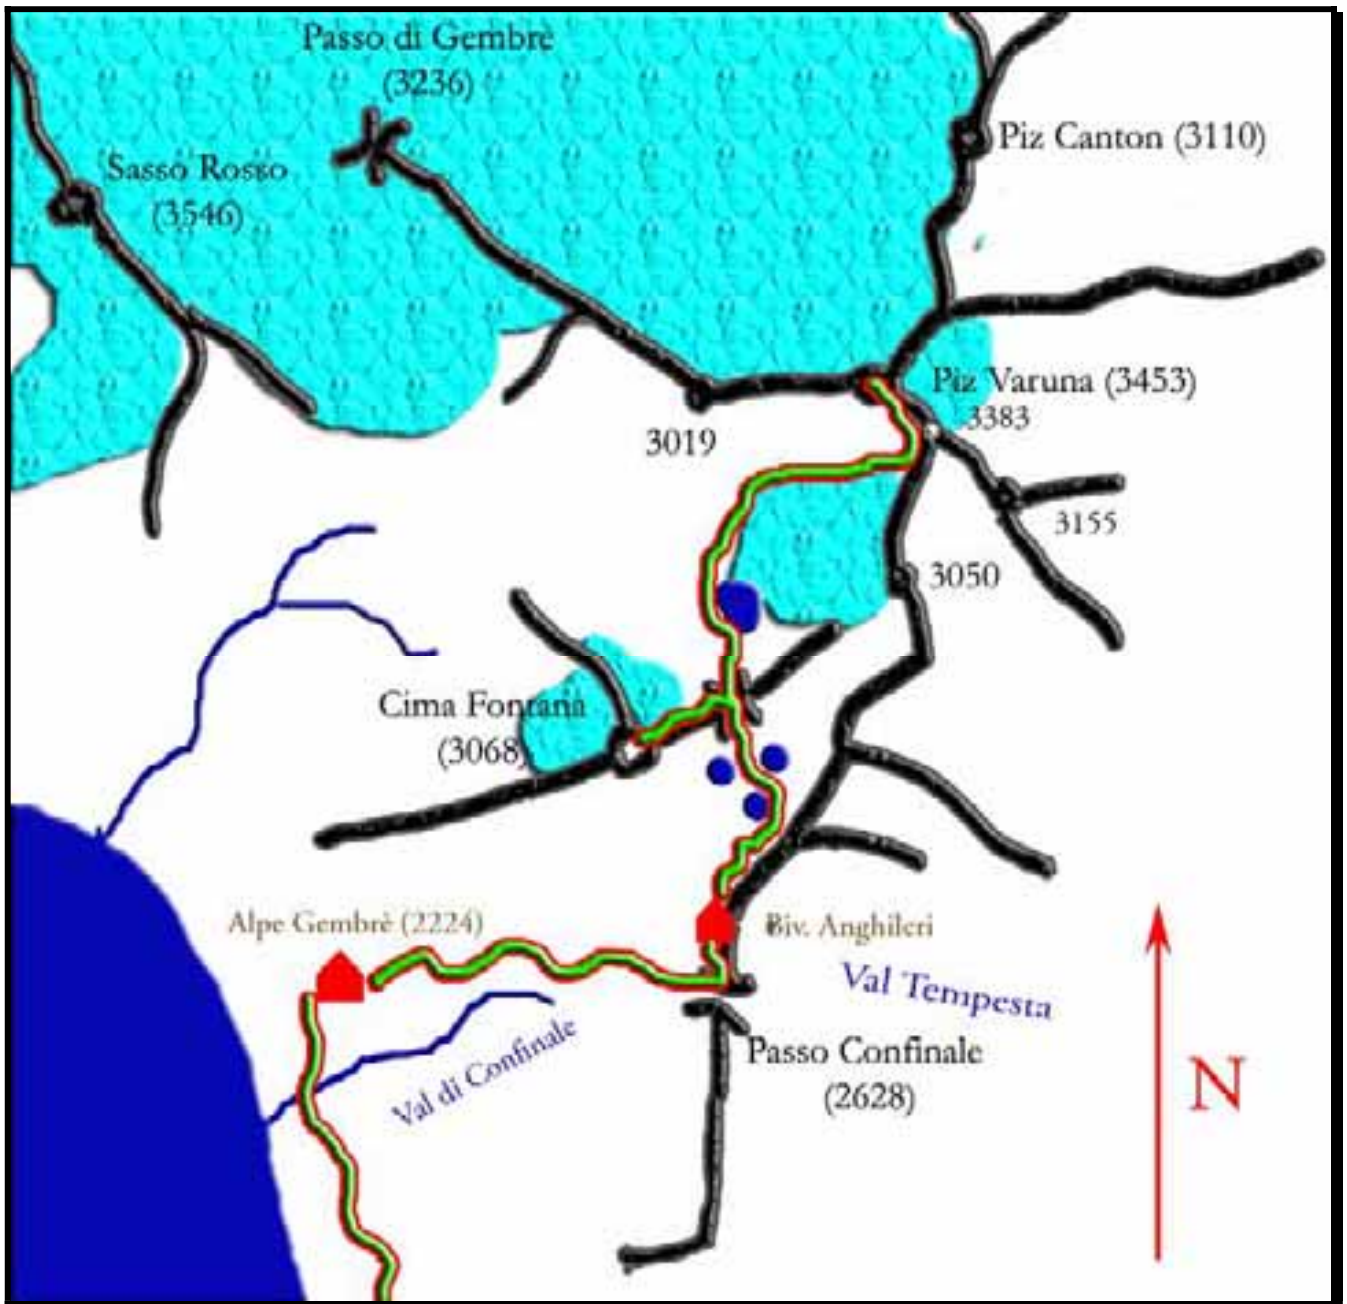 Passo di Gembrè
(3236)
Piz Canton (3110)
Sasso Rosso
(3546)
Piz Varuna (3453)
3383
3019
3155
3050
Cima Fontana
(3068)
Alpe Gembrè (2224)
Biv. Anghileri
Val Tempesta
Val di Confinale
Passo Confinale
(2628)
N